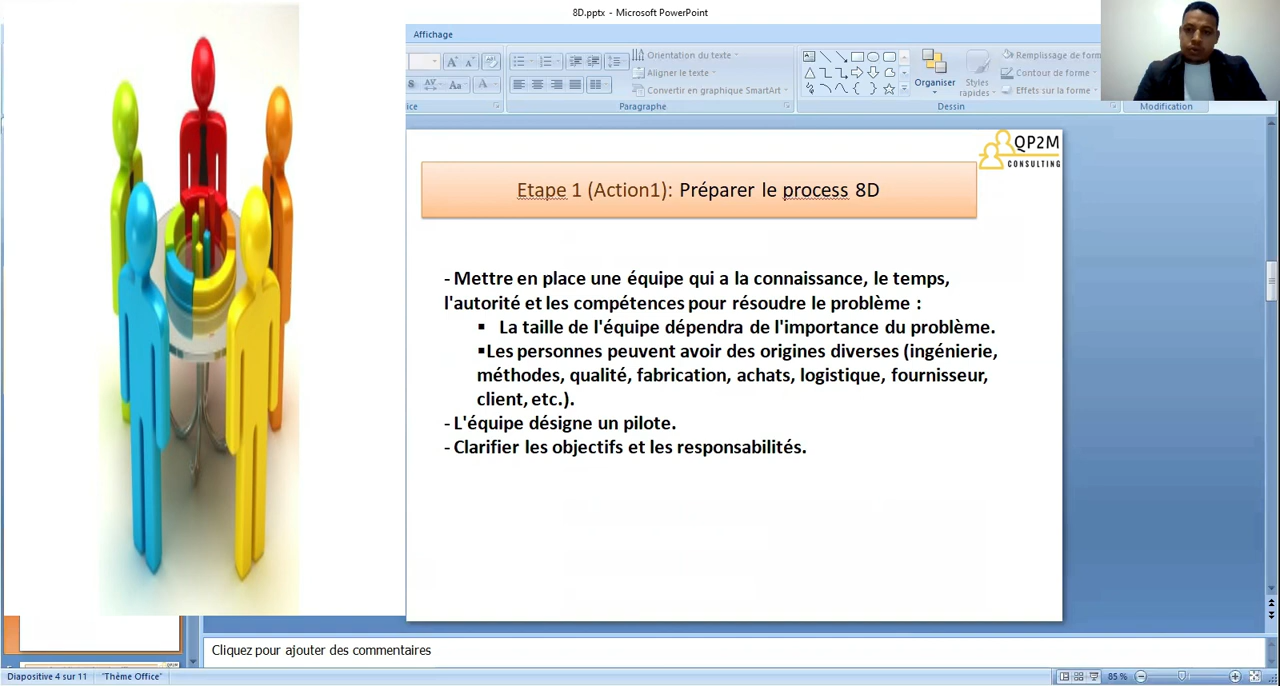 8D.pptx - Microsoft PowerPoint
Affichage
Orientation du texte
Aligner le texte
Convertir en graphique SmartArt
Organiser
Styles
rapides
Remplissage de form
Contour de forme
Effets sur la forme
ice
Paragraphe
Dessin
Modification
QP2M
CONSULTING
Etape 1 (Action1): Préparer le process 8D
- Mettre en place une équipe qui a la connaissance, le temps,
l'autorité et les compétences pour résoudre le problème :
▪ La taille de l'équipe dépendra de l'importance du problème.
▪Les personnes peuvent avoir des origines diverses (ingénierie,
méthodes, qualité, fabrication, achats, logistique, fournisseur,
client, etc.).
- L'équipe désigne un pilote.
- Clarifier les objectifs et les responsabilités.
Cliquez pour ajouter des commentaires
Diapositive 4 sur 11 "Thème Office" 85 %